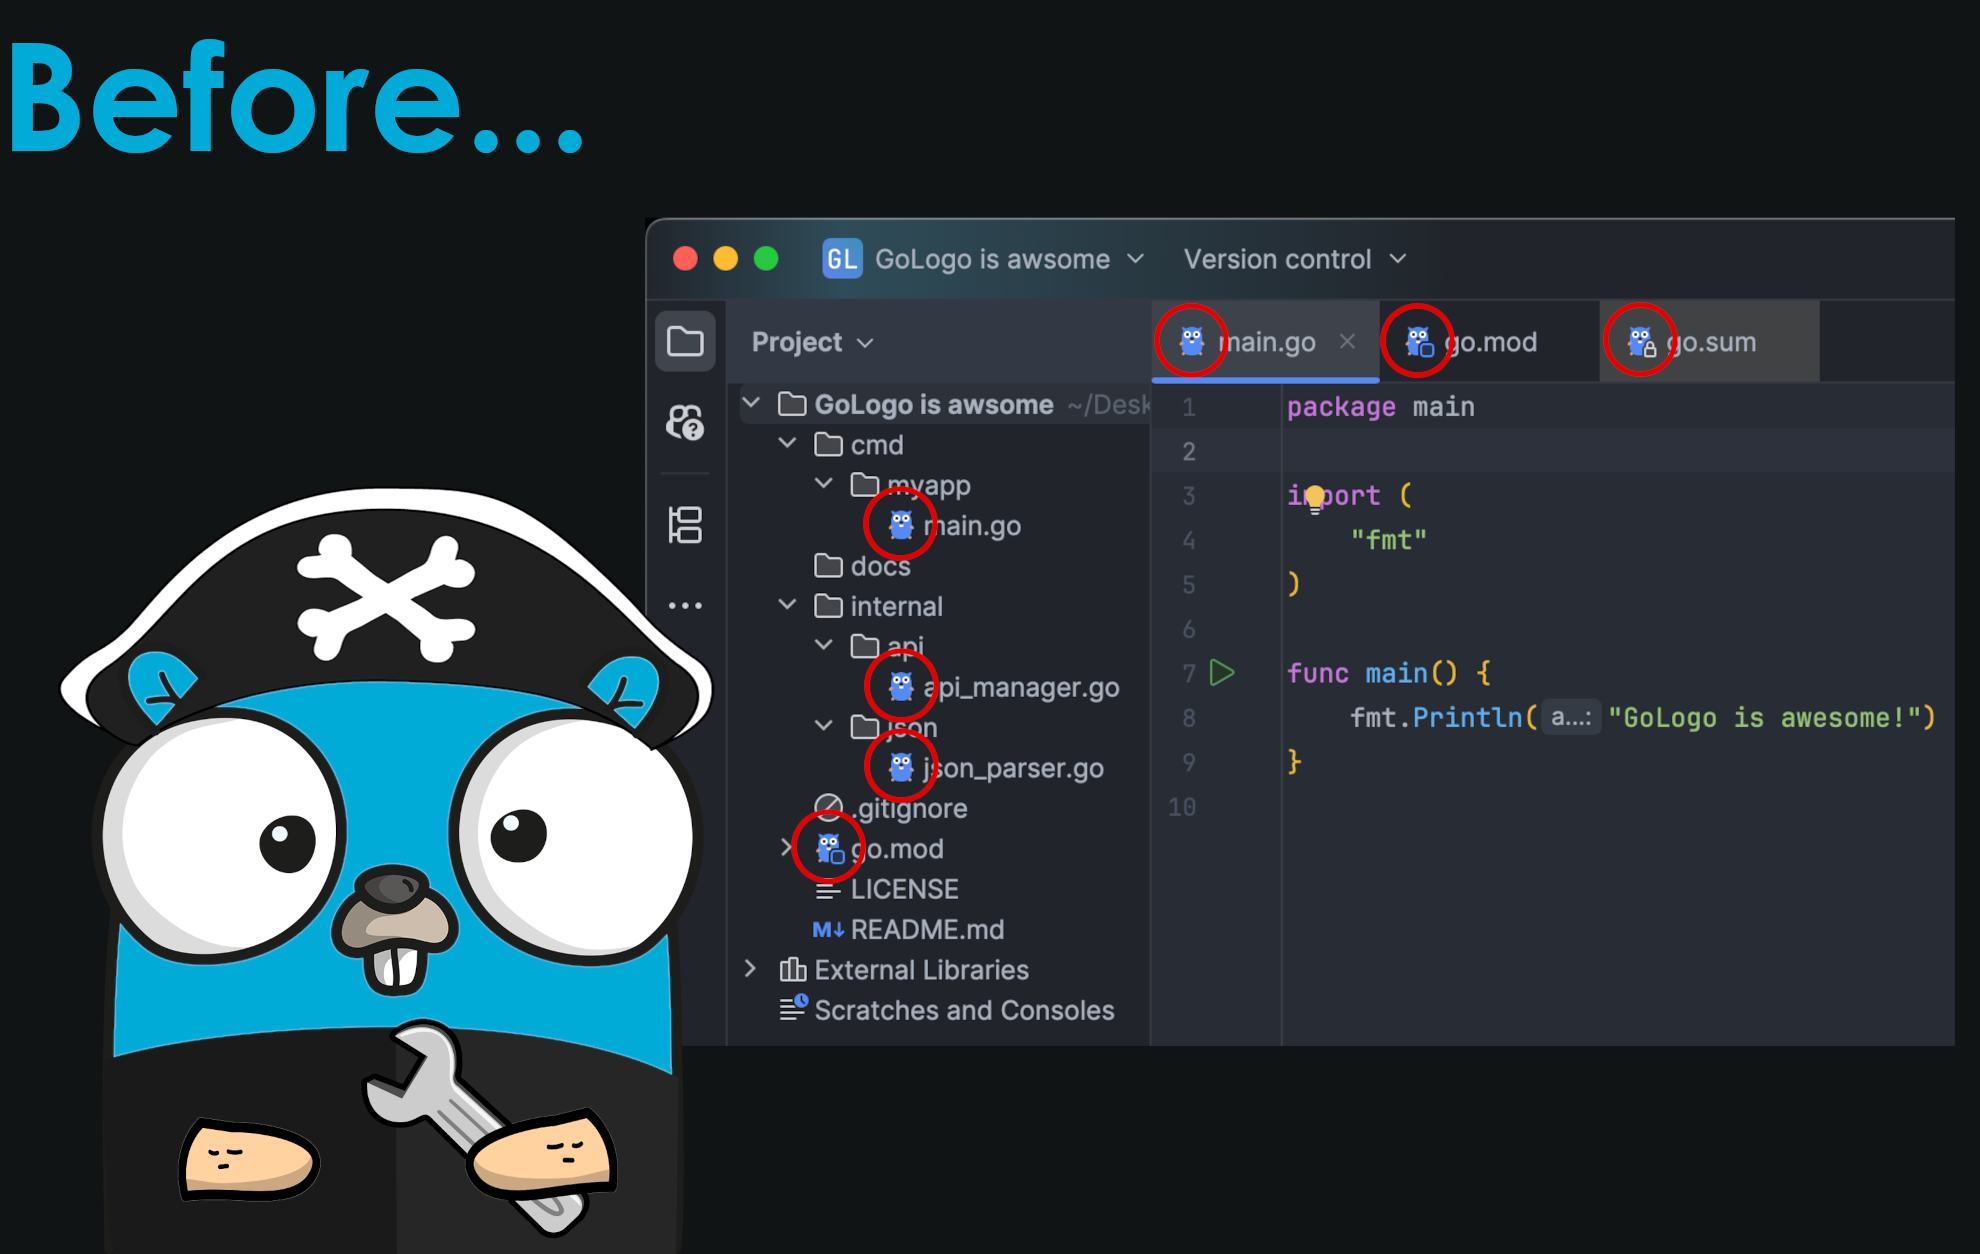 Before...
GL GoLogo is awsome Version control
Project
main.go
go.mod
go.sum
GoLogo is awsome ~/Desk
cmd
myapp
main.go
docs
internal
api
api_manager.go
json
json_parser.go
.gitignore
go.mod
LICENSE
M↓ README.md
External Libraries
Scratches and Consoles
1 package main
2
3 import (
4 "fmt"
5 )
6
7 func main() {
8 fmt.Println( a...: "GoLogo is awesome!")
9 }
10